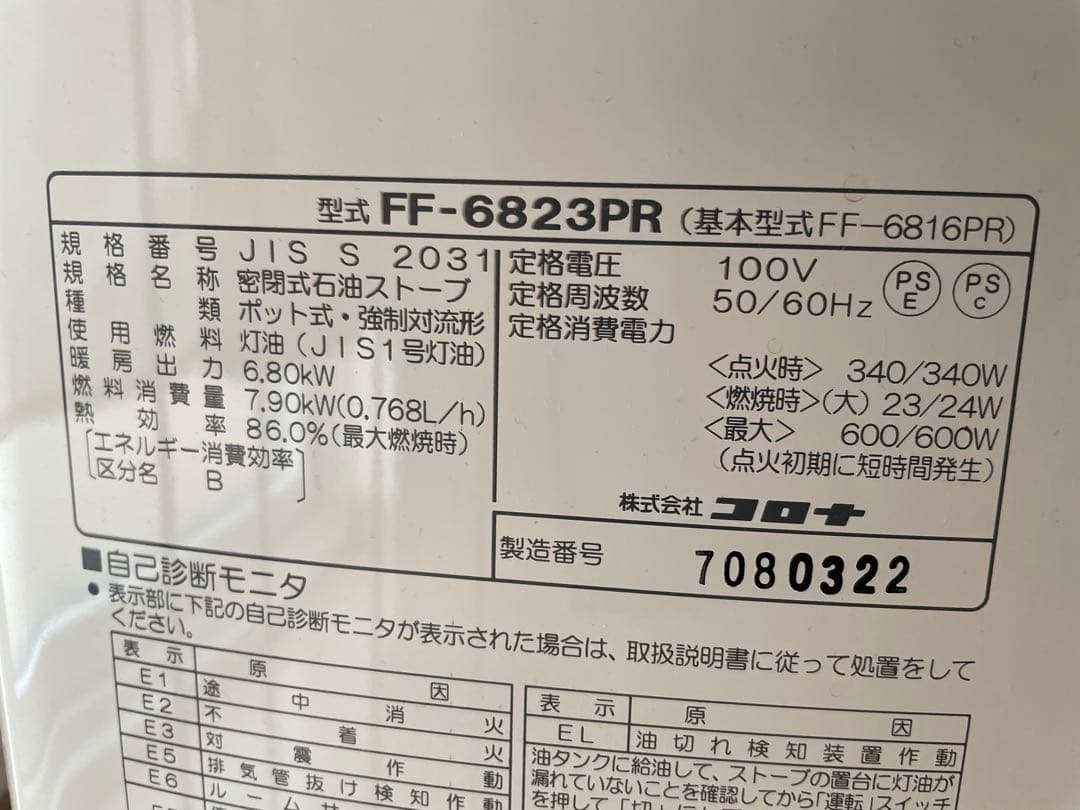 型式 FF-6823PR (基本型式FF-6816PR)
規格番号 JIS S 2031
規格名称 密閉式石油ストーブ
種類 ポット式・強制対流形
使用燃料 灯油(JIS1号灯油)
暖房出力 6.80kW
燃料消費量 7.90kW(0.768L/h)
熱効率 86.0%(最大燃焼時)
[エネルギー消費効率]
区分名 B
定格電圧 100V
定格周波数 50/60Hz
PS E
PS C
定格消費電力
<点火時> 340/340W
<燃焼時>(大) 23/24W
<最大> 600/600W
(点火初期に短時間発生)
株式会社 コロナ
製造番号 7080322
■自己診断モニタ
●表示部に下記の自己診断モニタが表示された場合は、取扱説明書に従って処置をして
ください。
表示 原因
E1 途中消火
E2 不着火
E3 対震作動
E5 排気管抜け検知作動
E6 ルーム
表示 原因
EL 油切れ検知装置作動
油タンクに給油して、ストーブの置台に灯油が
漏れていないことを確認してから「運転」スイッチ
を押して「切」に